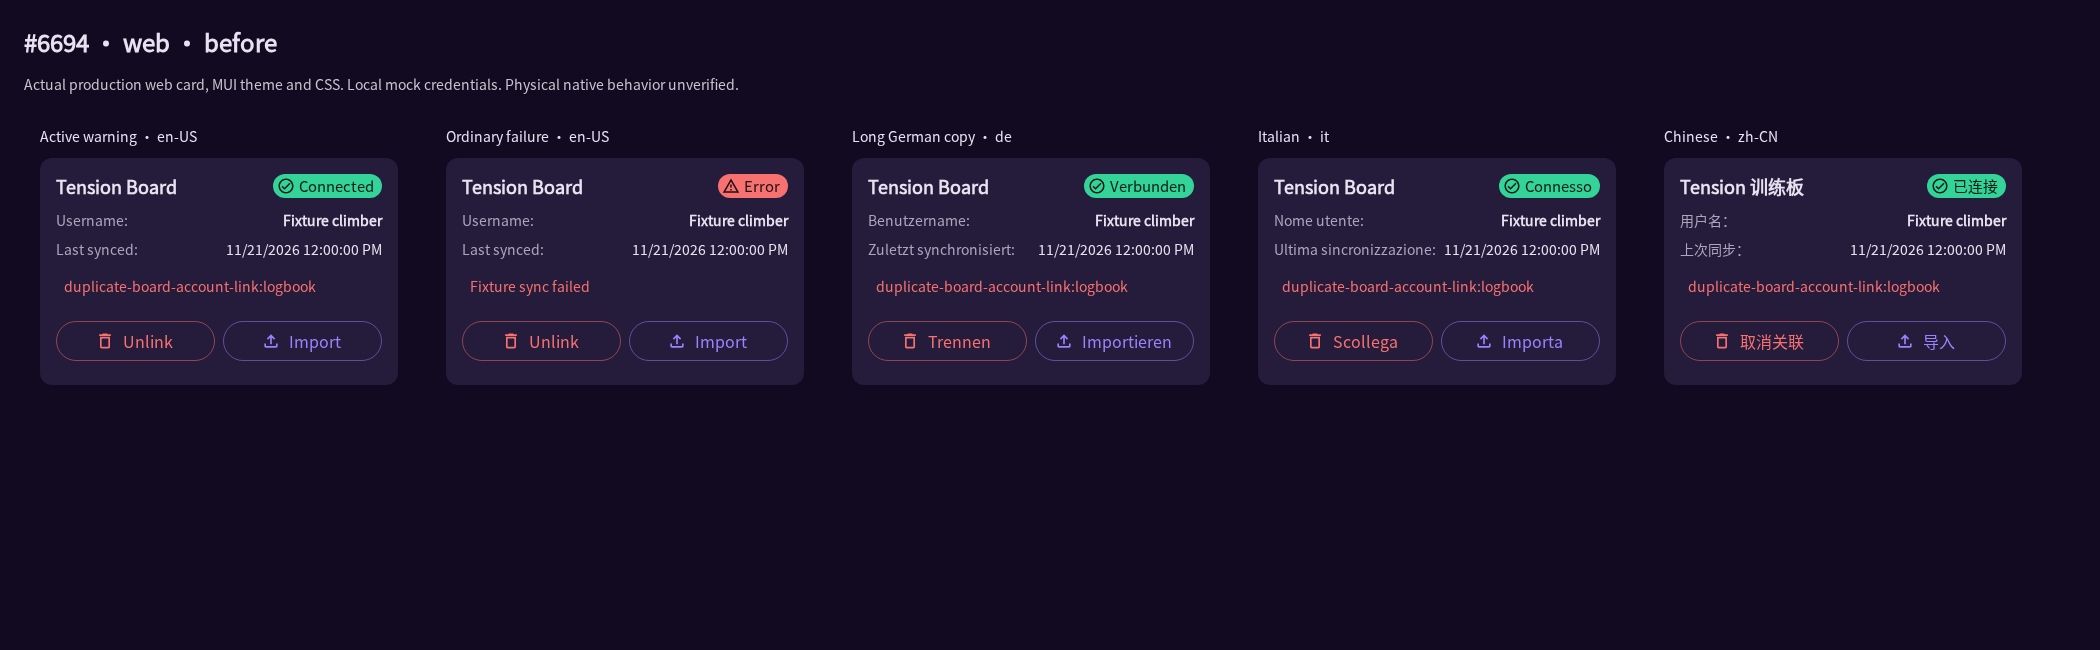 #6694 • web • before
Actual production web card, MUI theme and CSS. Local mock credentials. Physical native behavior unverified.
Active warning • en-US
Tension Board
Connected
Username:
Fixture climber
Last synced:
11/21/2026 12:00:00 PM
duplicate-board-account-link:logbook
Unlink
Import
Ordinary failure • en-US
Tension Board
Error
Username:
Fixture climber
Last synced:
11/21/2026 12:00:00 PM
Fixture sync failed
Unlink
Import
Long German copy • de
Tension Board
Verbunden
Benutzername:
Fixture climber
Zuletzt synchronisiert:
11/21/2026 12:00:00 PM
duplicate-board-account-link:logbook
Trennen
Importieren
Italian • it
Tension Board
Connesso
Nome utente:
Fixture climber
Ultima sincronizzazione:
11/21/2026 12:00:00 PM
duplicate-board-account-link:logbook
Scollega
Importa
Chinese • zh-CN
Tension 训练板
已连接
用户名：
Fixture climber
上次同步：
11/21/2026 12:00:00 PM
duplicate-board-account-link:logbook
取消关联
导入